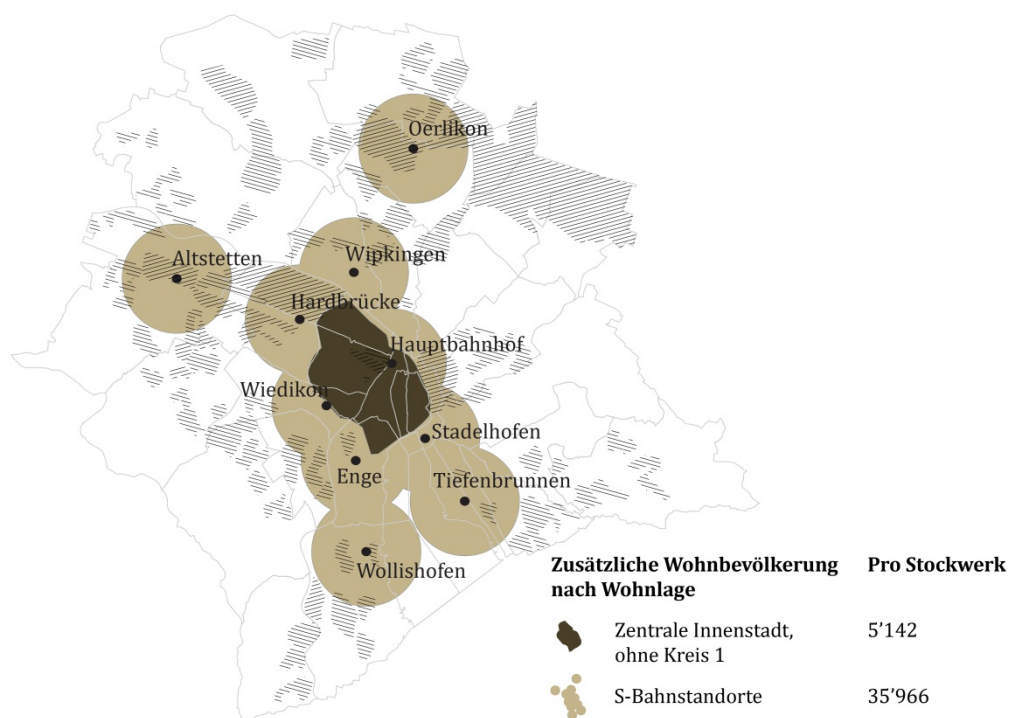 Oerlikon
Wipkingen
Altstetten
Hardbrücke
Hauptbahnhof
Wiedikon
Stadelhofen
Enge
Tiefenbrunnen
Wollishofen
Zusätzliche Wohnbevölkerung Pro Stockwerk
nach Wohnlage
Zentrale Innenstadt, 5’142
ohne Kreis 1
S-Bahnstandorte 35’966